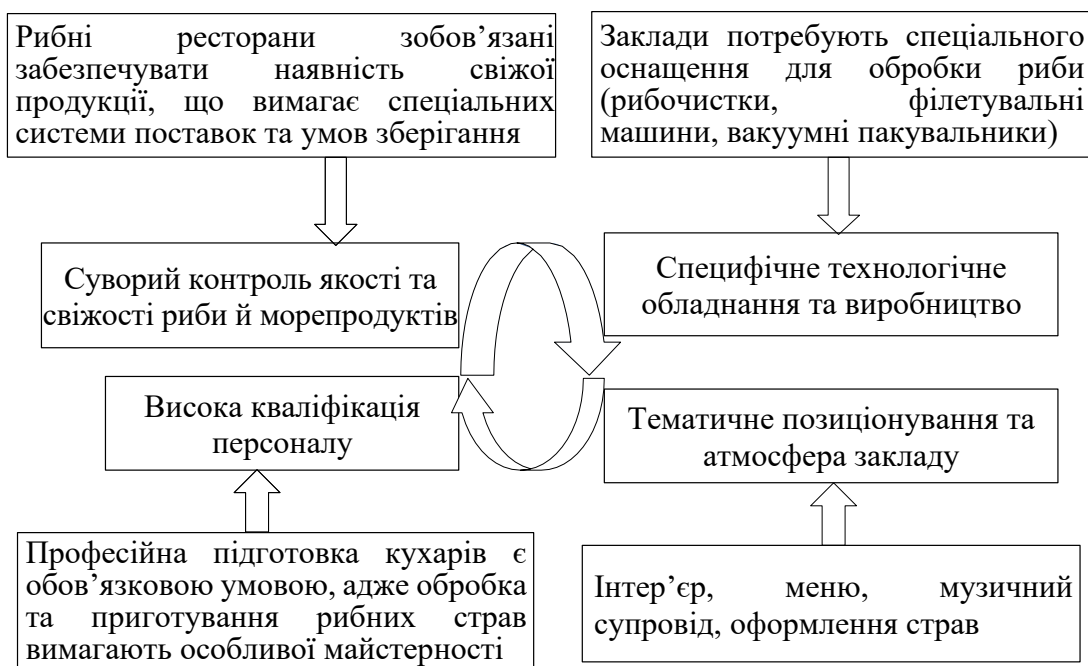 Рибні ресторани зобов’язані
забезпечувати наявність свіжої
продукції, що вимагає спеціальних
системи поставок та умов зберігання
Заклади потребують спеціального
оснащення для обробки риби
(рибочистки, філетувальні
машини, вакуумні пакувальники)
Суворий контроль якості та
свіжості риби й морепродуктів
Специфічне технологічне
обладнання та виробництво
Висока кваліфікація
персоналу
Тематичне позиціонування та
атмосфера закладу
Професійна підготовка кухарів є
обов’язковою умовою, адже обробка
та приготування рибних страв
вимагають особливої майстерності
Інтер’єр, меню, музичний
супровід, оформлення страв